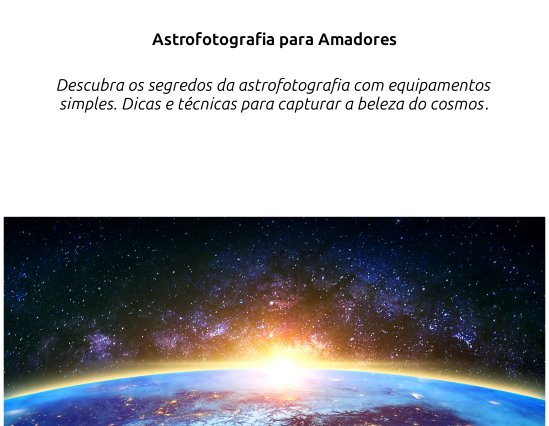 Astrofotografia para Amadores
Descubra os segredos da astrofotografia com equipamentos
simples. Dicas e técnicas para capturar a beleza do cosmos.